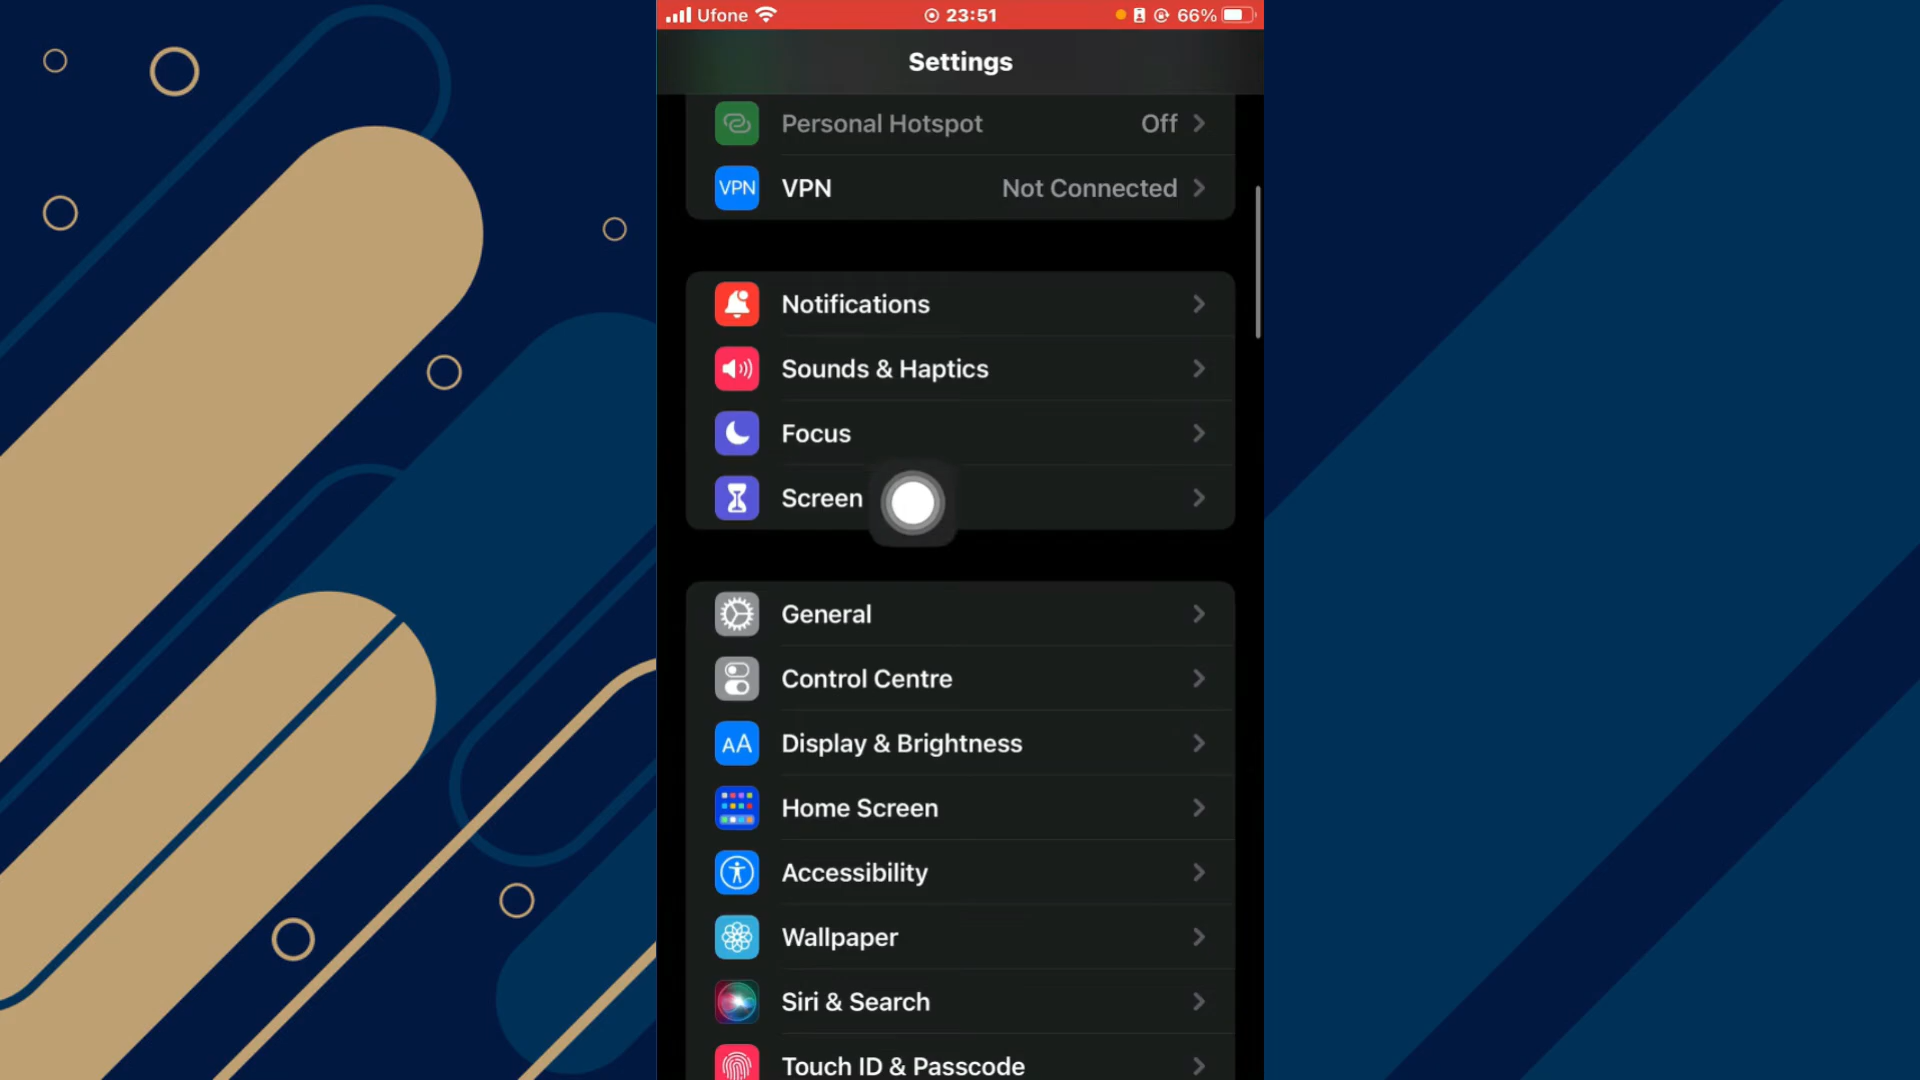 Ufone 23:51 66%
Settings
Personal Hotspot Off
VPN VPN Not Connected
Notifications
Sounds & Haptics
Focus
Screen
General
Control Centre
AA Display & Brightness
Home Screen
Accessibility
Wallpaper
Siri & Search
Touch ID & Passcode